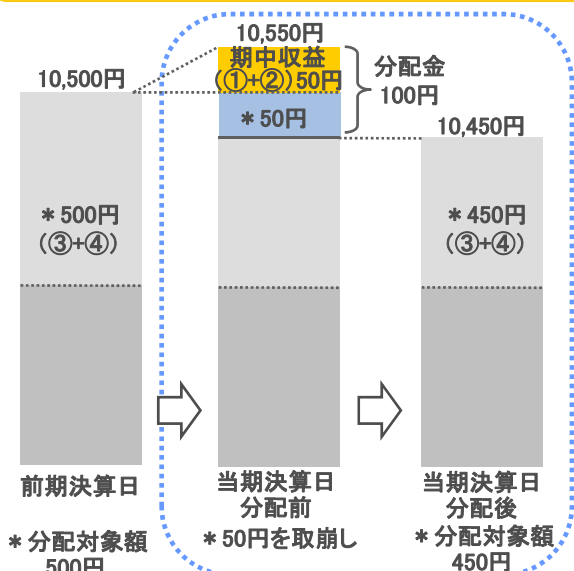 10,550円
期中収益
(①+②)50円
分配金
100円
10,500円
*50円
10,450円
*500円
(③+④)
*450円
(③+④)
前期決算日
当期決算日
分配前
当期決算日
分配後
*分配対象額
500円
*50円を取崩し
*分配対象額
450円